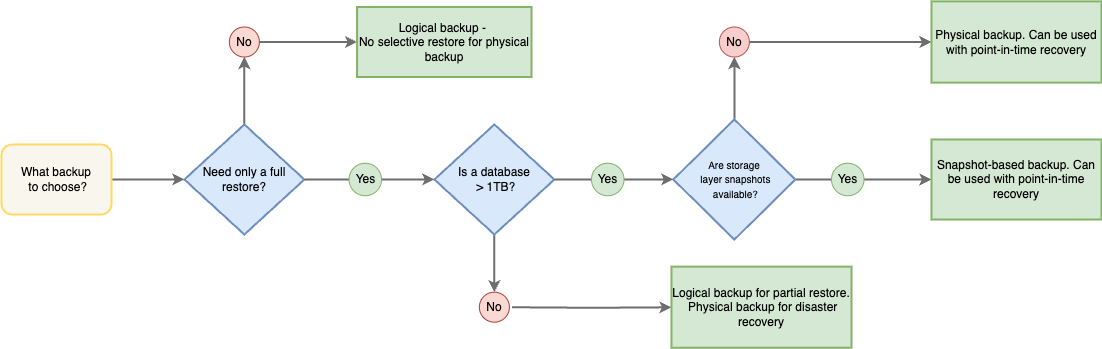 What backup
to choose?
Need only a full
restore?
No
Logical backup -
No selective restore for physical
backup
Yes
Is a database
> 1TB?
No
Logical backup for partial restore.
Physical backup for disaster
recovery
Yes
Are storage
layer snapshots
available?
No
Physical backup. Can be used
with point-in-time recovery
Yes
Snapshot-based backup. Can
be used with point-in-time
recovery